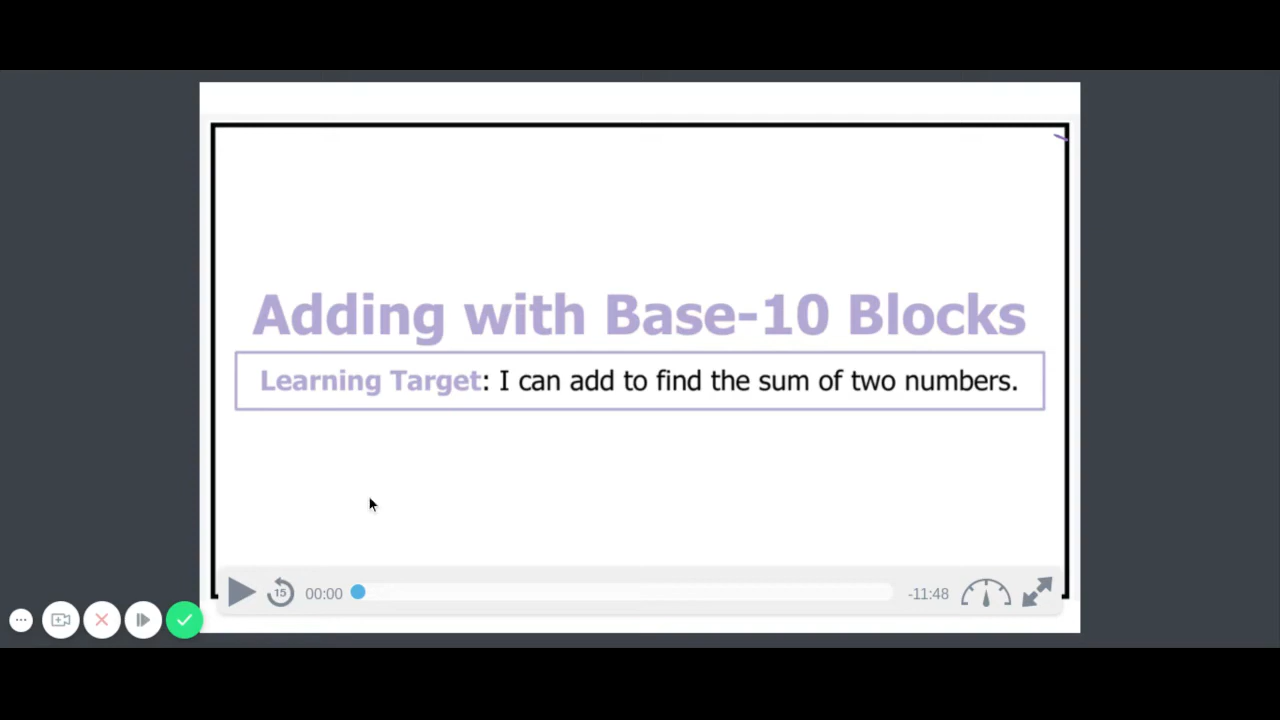 Adding with Base-10 Blocks
Learning Target: I can add to find the sum of two numbers.
15 00:00 -11:48